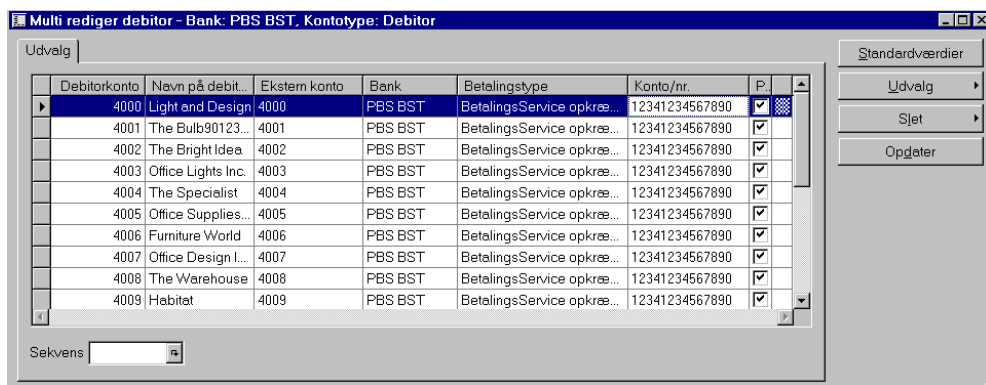 Multi rediger debitor - Bank: PBS BST, Kontotype: Debitor
Udvalg
Debitorkonto Navn på debit... Ekstern konto Bank Betalingstype Konto/nr. P.
4000 Light and Design 4000 PBS BST BetalingsService opkræ... 12341234567890
4001 The Bulb90123... 4001 PBS BST BetalingsService opkræ... 12341234567890
4002 The Bright Idea 4002 PBS BST BetalingsService opkræ... 12341234567890
4003 Office Lights Inc. 4003 PBS BST BetalingsService opkræ... 12341234567890
4004 The Specialist 4004 PBS BST BetalingsService opkræ... 12341234567890
4005 Office Supplies... 4005 PBS BST BetalingsService opkræ... 12341234567890
4006 Furniture World 4006 PBS BST BetalingsService opkræ... 12341234567890
4007 Office Design I... 4007 PBS BST BetalingsService opkræ... 12341234567890
4008 The Warehouse 4008 PBS BST BetalingsService opkræ... 12341234567890
4009 Habitat 4009 PBS BST BetalingsService opkræ... 12341234567890
Sekvens
Standardværdier
Udvalg
Slet
Opdater